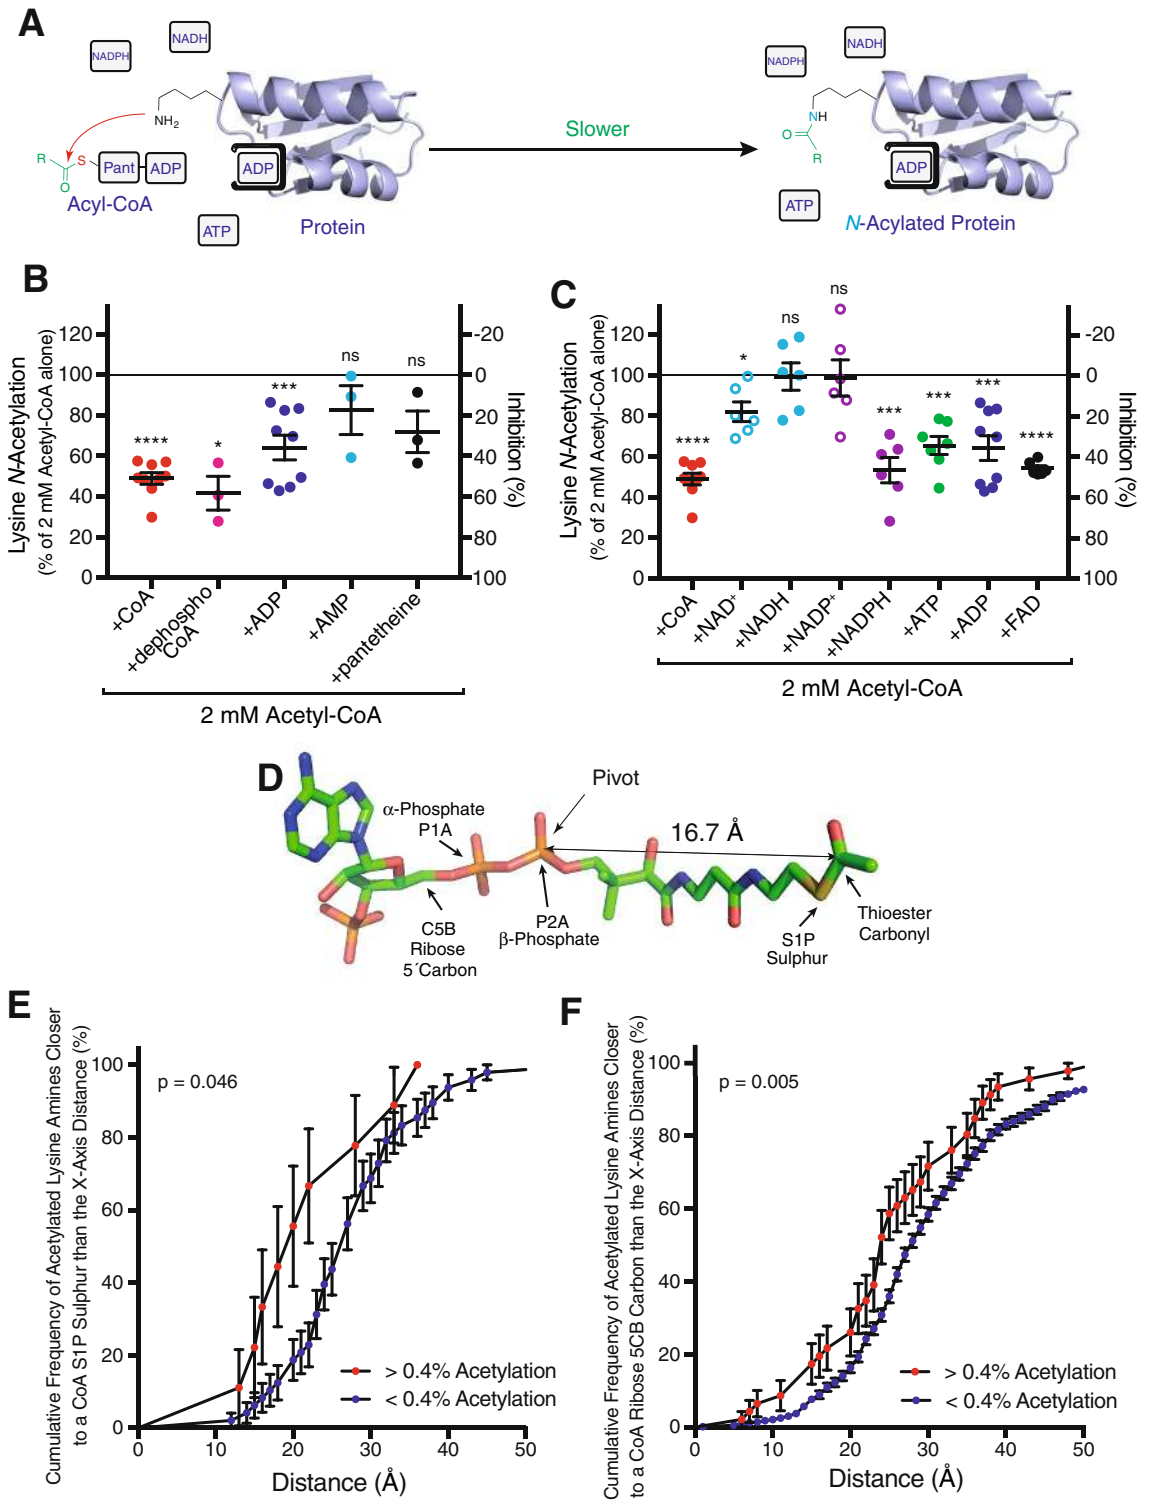 A
NADPH
NADH
NH2
R
S
O
Pant
ADP
Acyl-CoA
ADP
ATP
Protein
Slower
NADPH
NADH
NH
O
R
ADP
ATP
N-Acylated Protein
B
Lysine N-Acetylation
(% of 2 mM Acetyl-CoA alone)
120
100
80
60
40
20
0
-20
0
20
40
60
80
100
Inhibition (%)
****
*
***
ns
ns
+CoA
+dephospho
CoA
+ADP
+AMP
+pantetheine
2 mM Acetyl-CoA
C
Lysine N-Acetylation
(% of 2 mM Acetyl-CoA alone)
120
100
80
60
40
20
0
-20
0
20
40
60
80
100
Inhibition (%)
****
*
ns
ns
***
***
***
****
+CoA
+NAD+
+NADH
+NADP+
+NADPH
+ATP
+ADP
+FAD
2 mM Acetyl-CoA
D
α-Phosphate
P1A
Pivot
16.7 Å
C5B
Ribose
5´Carbon
P2A
β-Phosphate
S1P
Sulphur
Thioester
Carbonyl
E
Cumulative Frequency of Acetylated Lysine Amines Closer
to a CoA S1P Sulphur than the X-Axis Distance (%)
p = 0.046
100
80
60
40
20
0
0
10
20
30
40
50
> 0.4% Acetylation
< 0.4% Acetylation
Distance (Å)
F
Cumulative Frequency of Acetylated Lysine Amines Closer
to a CoA Ribose 5CB Carbon than the X-Axis Distance (%)
p = 0.005
100
80
60
40
20
0
0
10
20
30
40
50
> 0.4% Acetylation
< 0.4% Acetylation
Distance (Å)